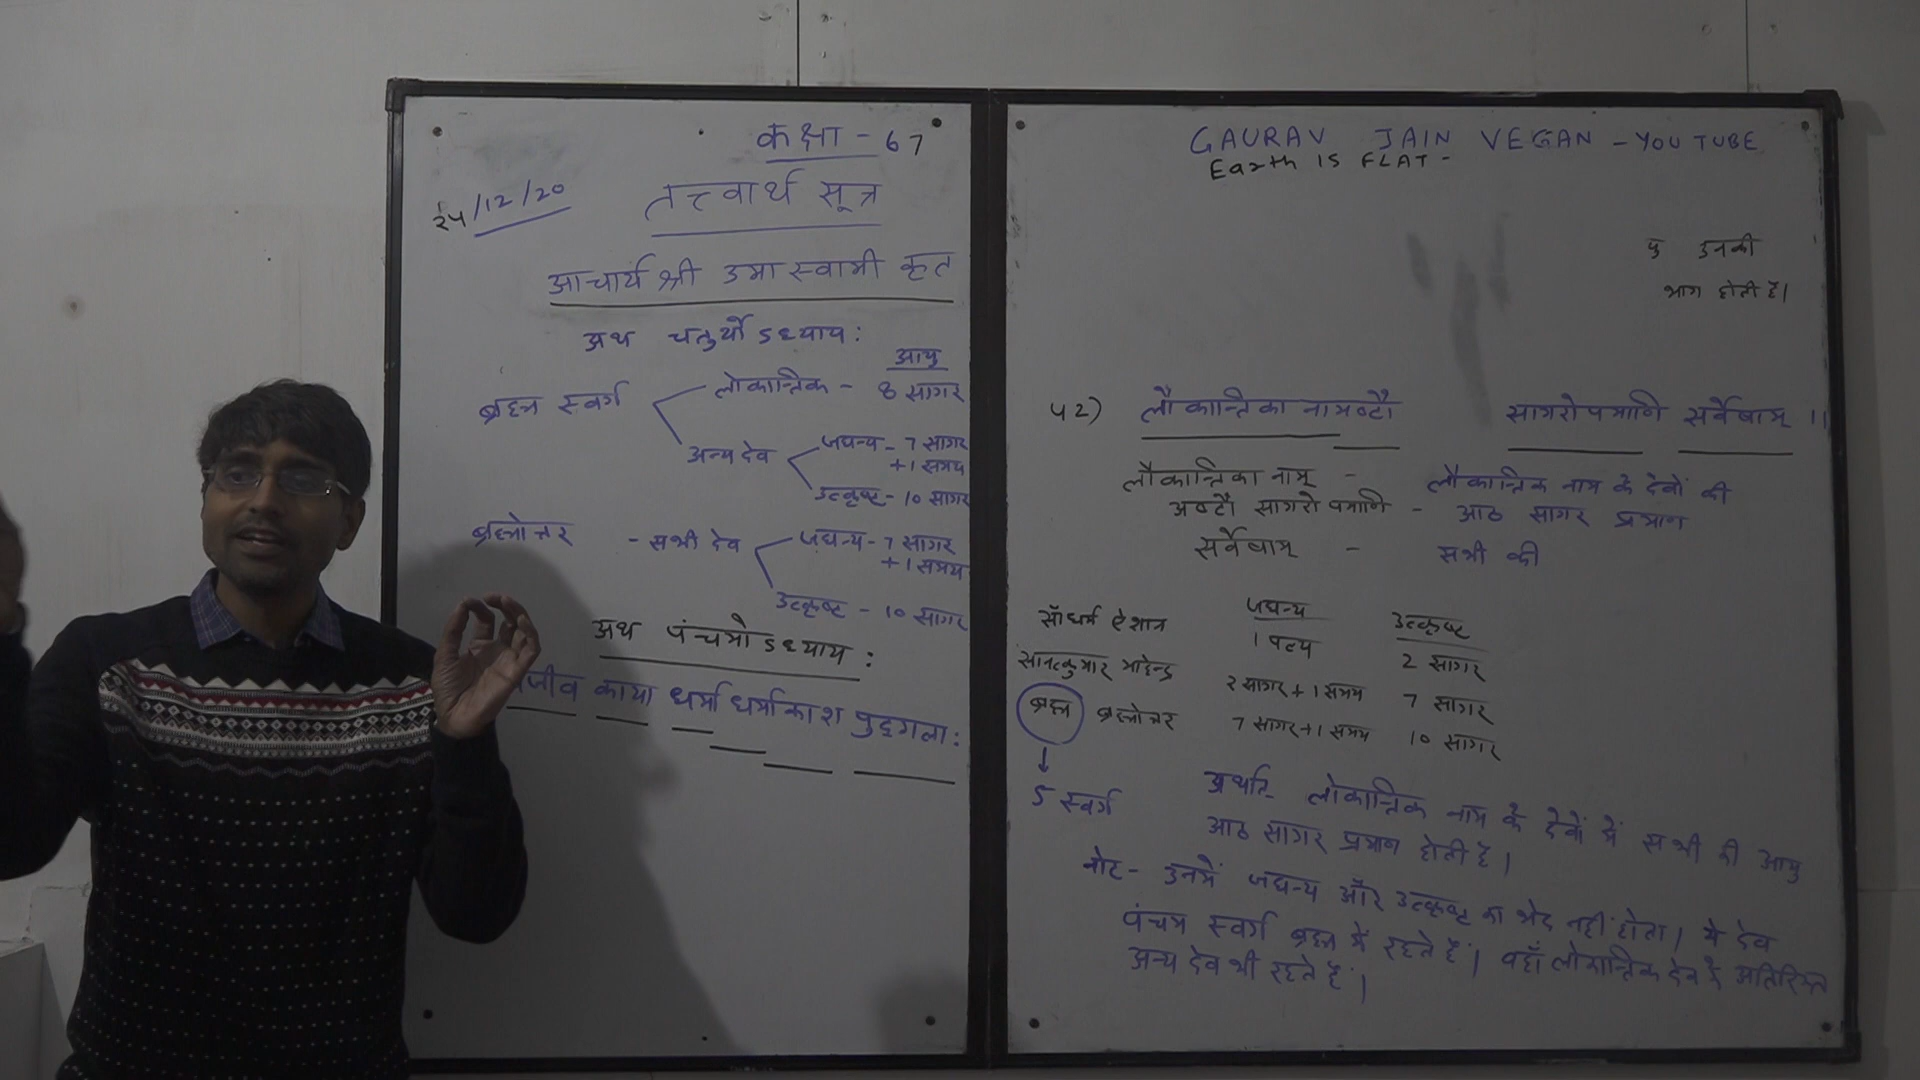 कक्षा - 67
24/12/20
तत्त्वार्थ सूत्र
आचार्य श्री उमास्वामी कृत
अथ चतुर्थोऽध्याय:
आयु
ब्रह्म स्वर्ग
लोकान्तिक - 8 सागर
अन्य देव
जघन्य - 7 सागर
+1 समय
उत्कृष्ट - 10 सागर
ब्रह्मोत्तर - सभी देव
जघन्य - 7 सागर
+1 समय
उत्कृष्ट - 10 सागर
अथ पंचमोऽध्याय:
जीव काया धर्माधर्माकाश पुद्गला:
GAURAV JAIN VEGAN - YOUTUBE
Earth IS FLAT -
उनकी
भाग होती है।
42) लौकान्तिकानामष्टौ सागरोपमाणि सर्वेषाम् ।।
लौकान्तिकानाम् - लौकान्तिक नाम के देवों की
अष्टौ सागरोपमाणि - आठ सागर प्रमाण
सर्वेषाम् - सभी की
जघन्य उत्कृष्ट
सौधर्म ऐशान 1 पल्य 2 सागर
सानत्कुमार माहेन्द्र 2 सागर + 1 समय 7 सागर
ब्रह्म ब्रह्मोत्तर 7 सागर + 1 समय 10 सागर
5 स्वर्ग
अर्थात- लोकान्तिक नाम के देवों में सभी की आयु
आठ सागर प्रमाण होती है।
नोट- उनमें जघन्य और उत्कृष्ट का भेद नहीं होता। ये देव
पंचम स्वर्ग ब्रह्म में रहते हैं। वहाँ लोकान्तिक देव के अतिरिक्त
अन्य देव भी रहते हैं।